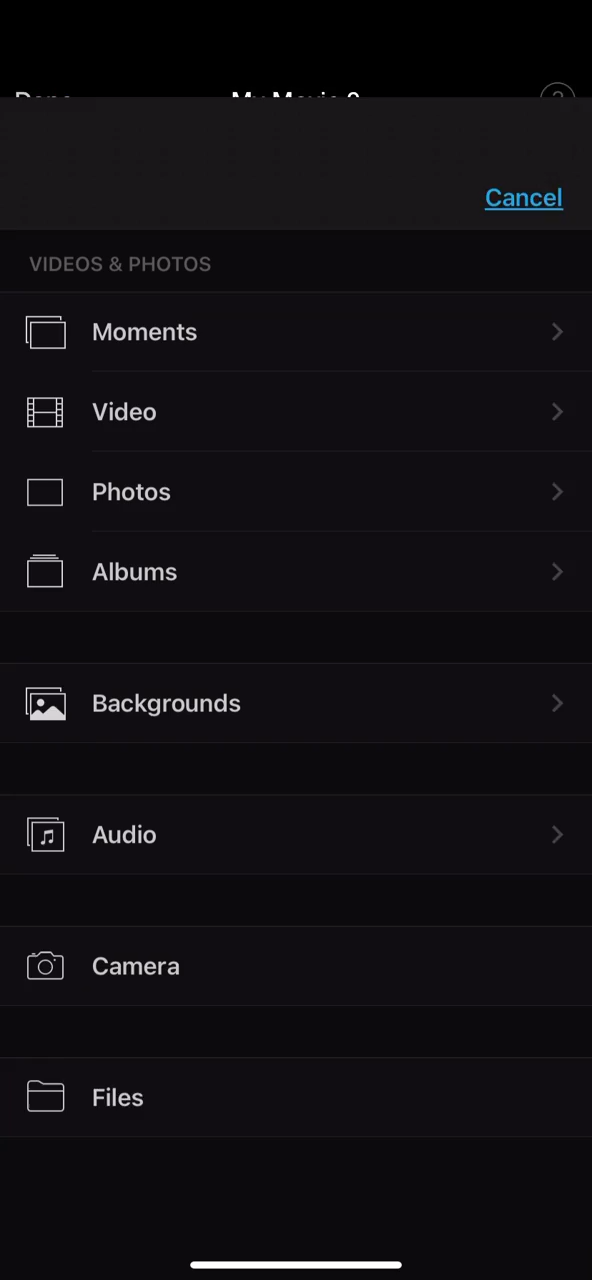 Cancel
VIDEOS & PHOTOS
Moments
Video
Photos
Albums
Backgrounds
Audio
Camera
Files